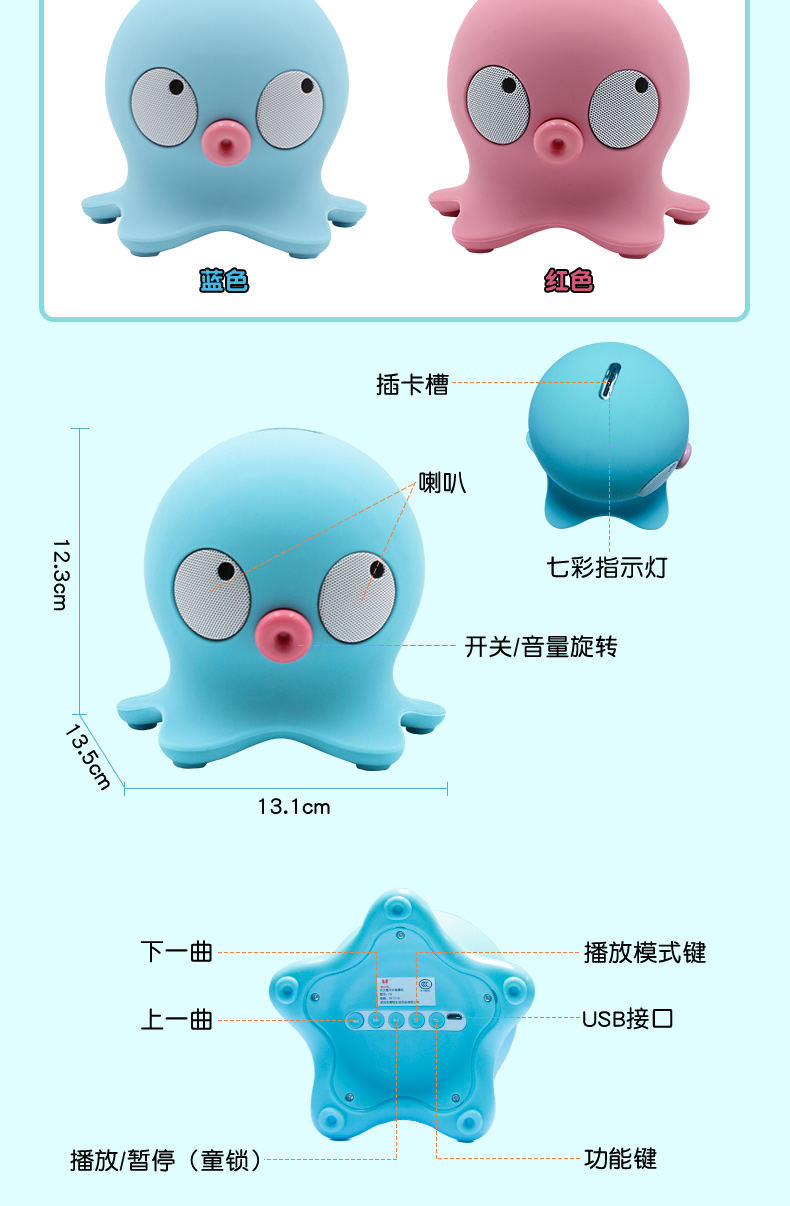 蓝色 红色
插卡槽
喇叭
12.3cm
七彩指示灯
开关/音量旋转
13.5cm
13.1cm
下一曲 播放模式键
上一曲 USB接口
播放/暂停（童锁） 功能键